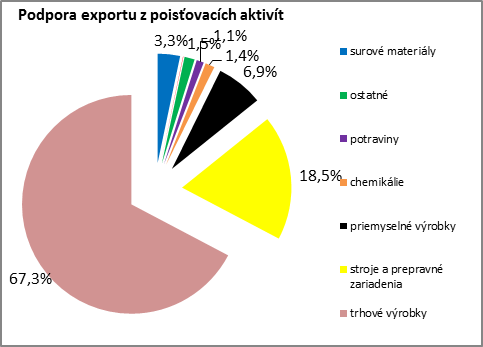 Podpora exportu z poisťovacích aktivít
3,3%
1,5%
1,1%
1,4%
6,9%
18,5%
67,3%
surové materiály
ostatné
potraviny
chemikálie
priemyselné výrobky
stroje a prepravné
zariadenia
trhové výrobky